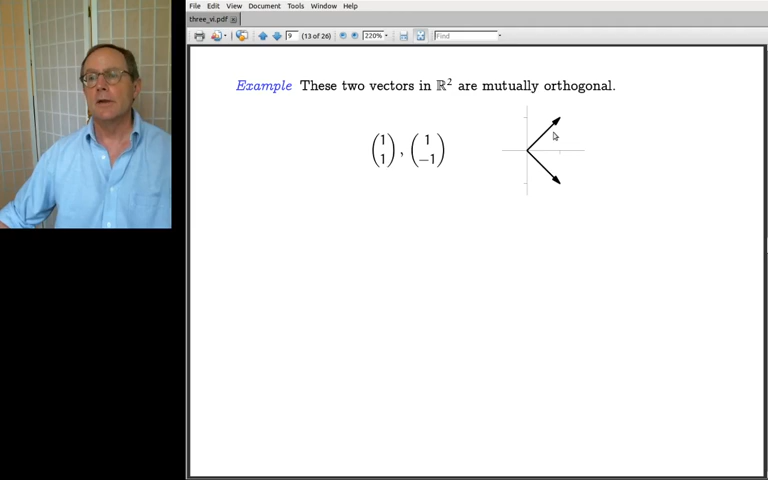 File Edit View Document Tools Window Help
three_vi.pdf
9 (13 of 26) 220% Find
Example These two vectors in ℝ² are mutually orthogonal.
(1 1), (1 −1)